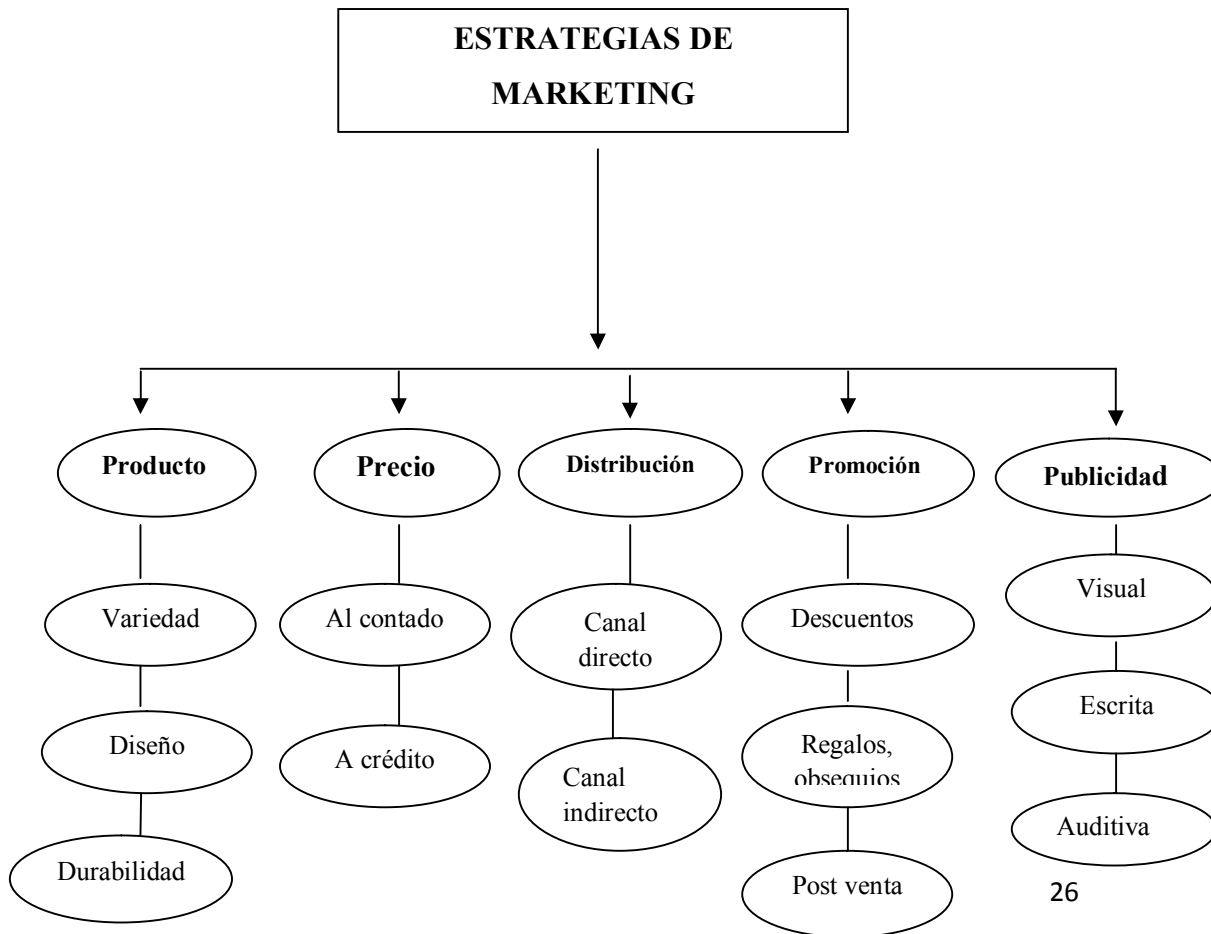 ESTRATEGIAS DE
MARKETING
Producto
Precio
Distribución
Promoción
Publicidad
Variedad
Al contado
Canal
directo
Descuentos
Visual
Diseño
A crédito
Canal
indirecto
Regalos,
obsequios
Escrita
Durabilidad
Post venta
Auditiva
26